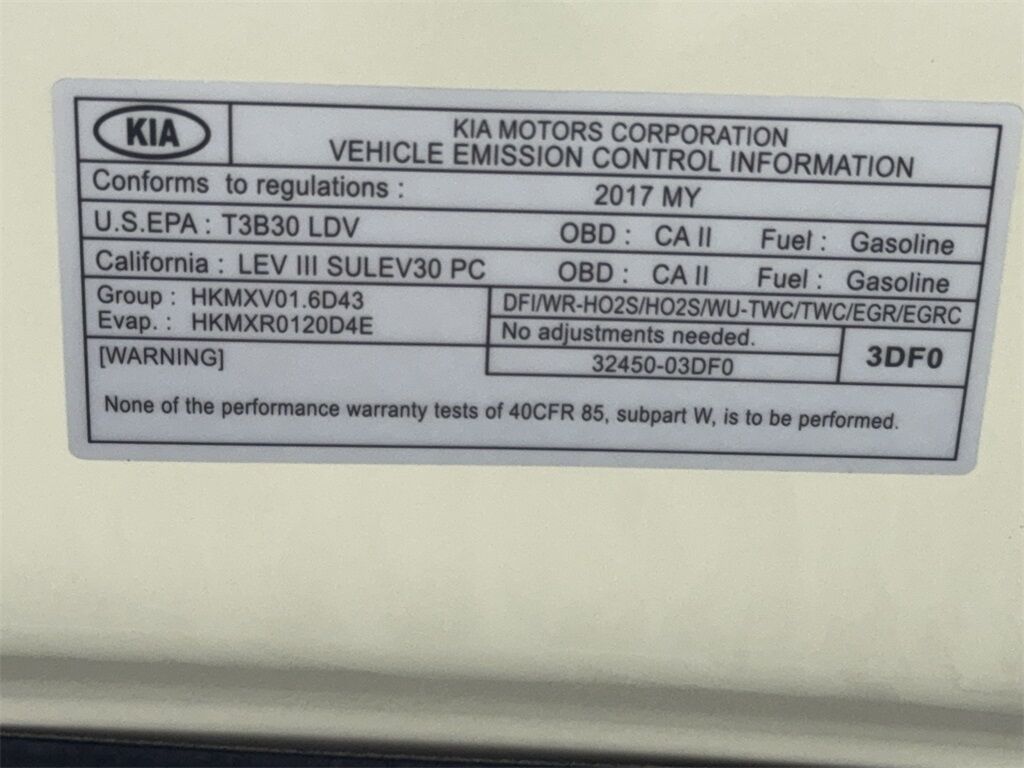 KIA
KIA MOTORS CORPORATION
VEHICLE EMISSION CONTROL INFORMATION
Conforms to regulations : 2017 MY
U.S.EPA : T3B30 LDV OBD : CA II Fuel : Gasoline
California : LEV III SULEV30 PC OBD : CA II Fuel : Gasoline
Group : HKMXV01.6D43
Evap. : HKMXR0120D4E
DFI/WR-HO2S/HO2S/WU-TWC/TWC/EGR/EGRC
No adjustments needed.
32450-03DF0
3DF0
[WARNING]
None of the performance warranty tests of 40CFR 85, subpart W, is to be performed.